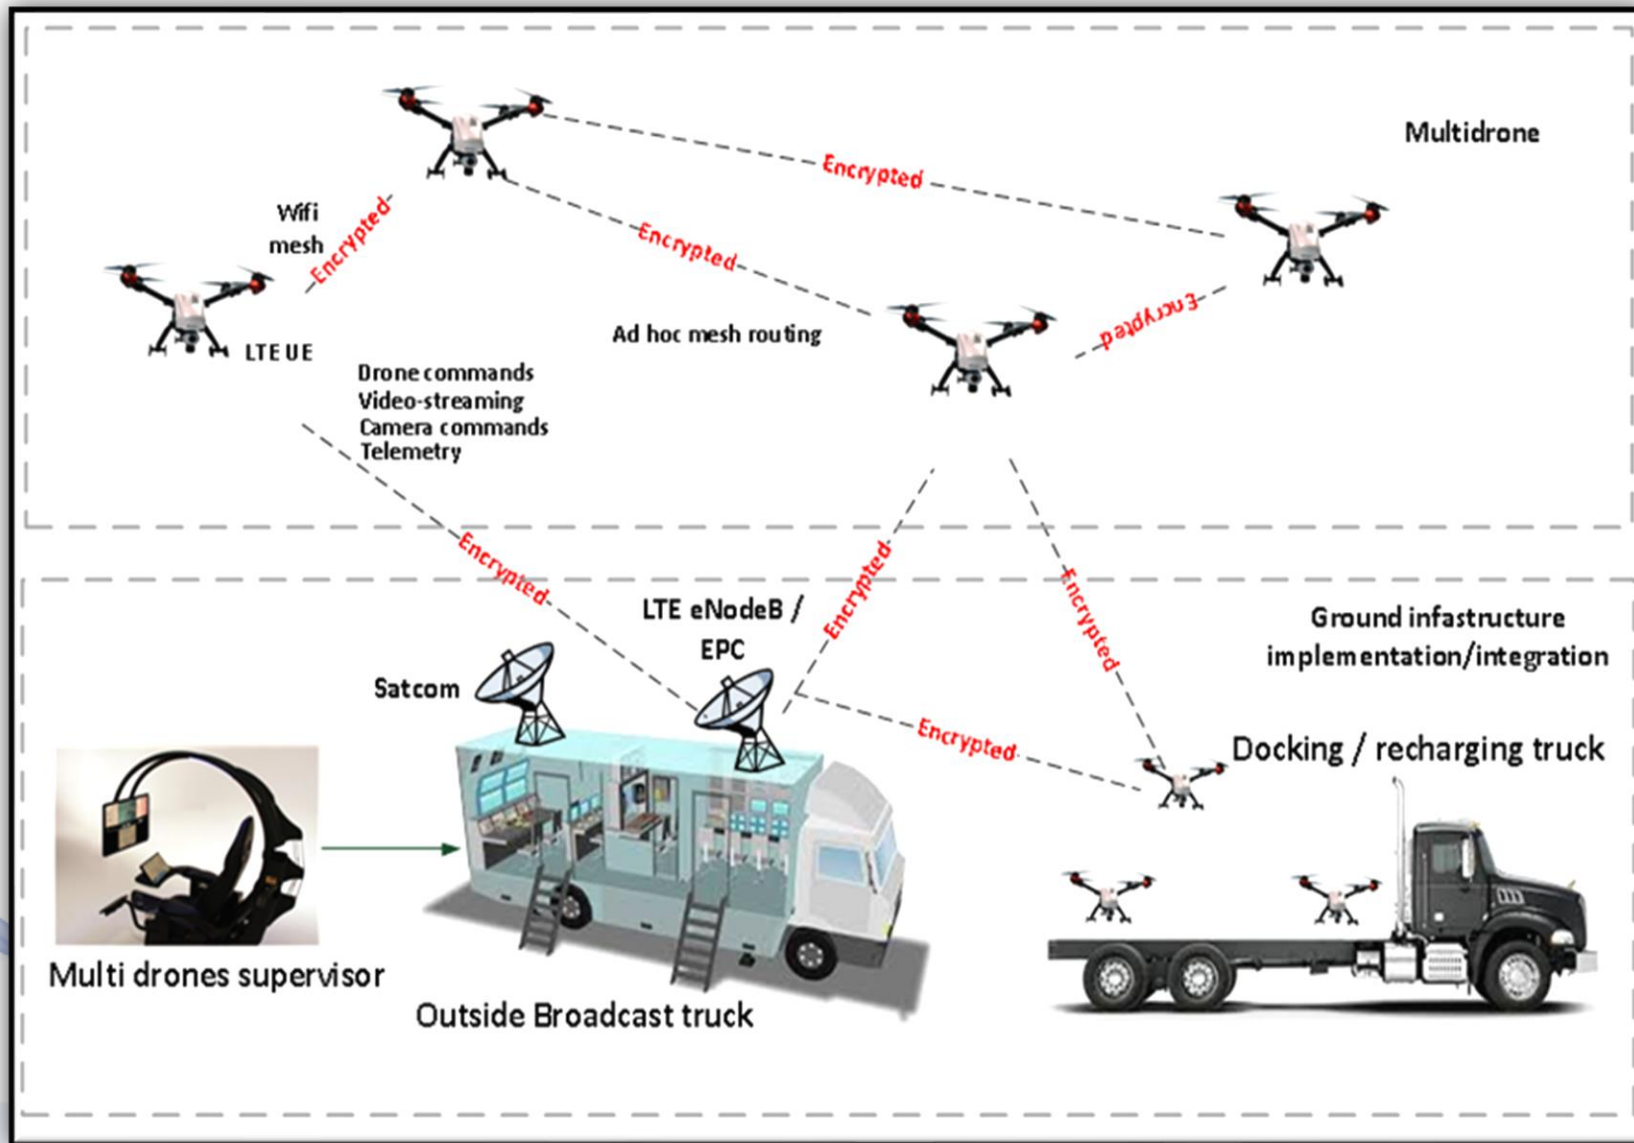 Multidrone
Encrypted
Wifi
mesh
Encrypted
Encrypted
Encrypted
Ad hoc mesh routing
LTE UE
Drone commands
Video-streaming
Camera commands
Telemetry
Encrypted
Encrypted
Encrypted
LTE eNodeB /
EPC
Ground infastructure
implementation/integration
Satcom
Encrypted
Docking / recharging truck
Multi drones supervisor
Outside Broadcast truck